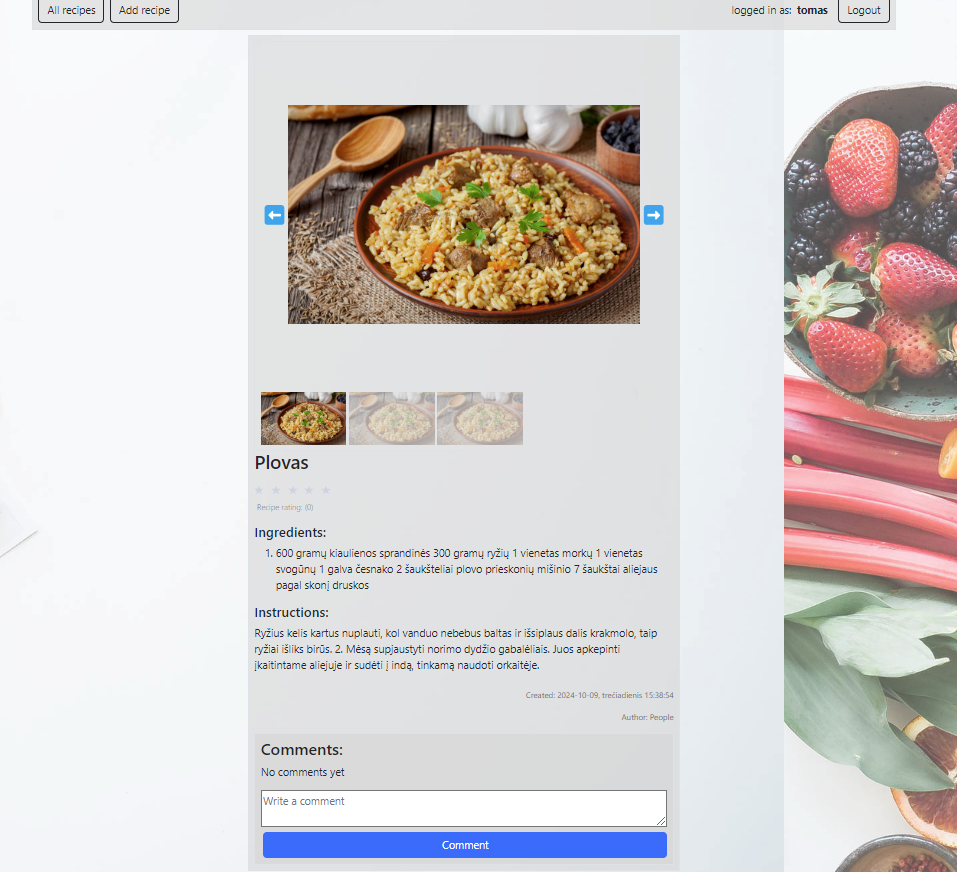 All recipes Add recipe logged in as: tomas Logout
Plovas
Recipe rating: (0)
Ingredients:
1. 600 gramų kiaulienos sprandinės 300 gramų ryžių 1 vienetas morkų 1 vienetas
svogūnų 1 galva česnako 2 šaukšteliai plovo prieskonių mišinio 7 šaukštai aliejaus
pagal skonį druskos
Instructions:
Ryžius kelis kartus nuplauti, kol vanduo nebebus baltas ir išsiplaus dalis krakmolo, taip
ryžiai išliks birūs. 2. Mėsą supjaustyti norimo dydžio gabalėliais. Juos apkepinti
įkaitintame aliejuje ir sudėti į indą, tinkamą naudoti orkaitėje.
Created: 2024-10-09, trečiadienis 15:38:54
Author: People
Comments:
No comments yet
Write a comment
Comment